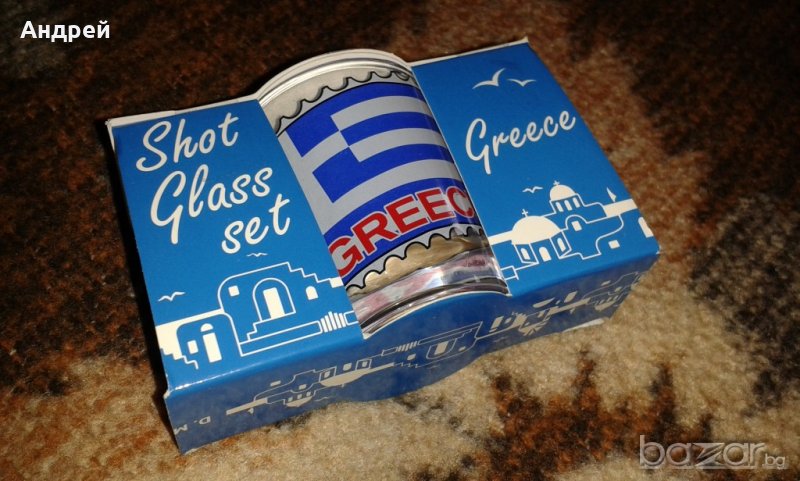 Андрей
Shot
Glass
set
GREEC
Greece
D. M
bazar.bg